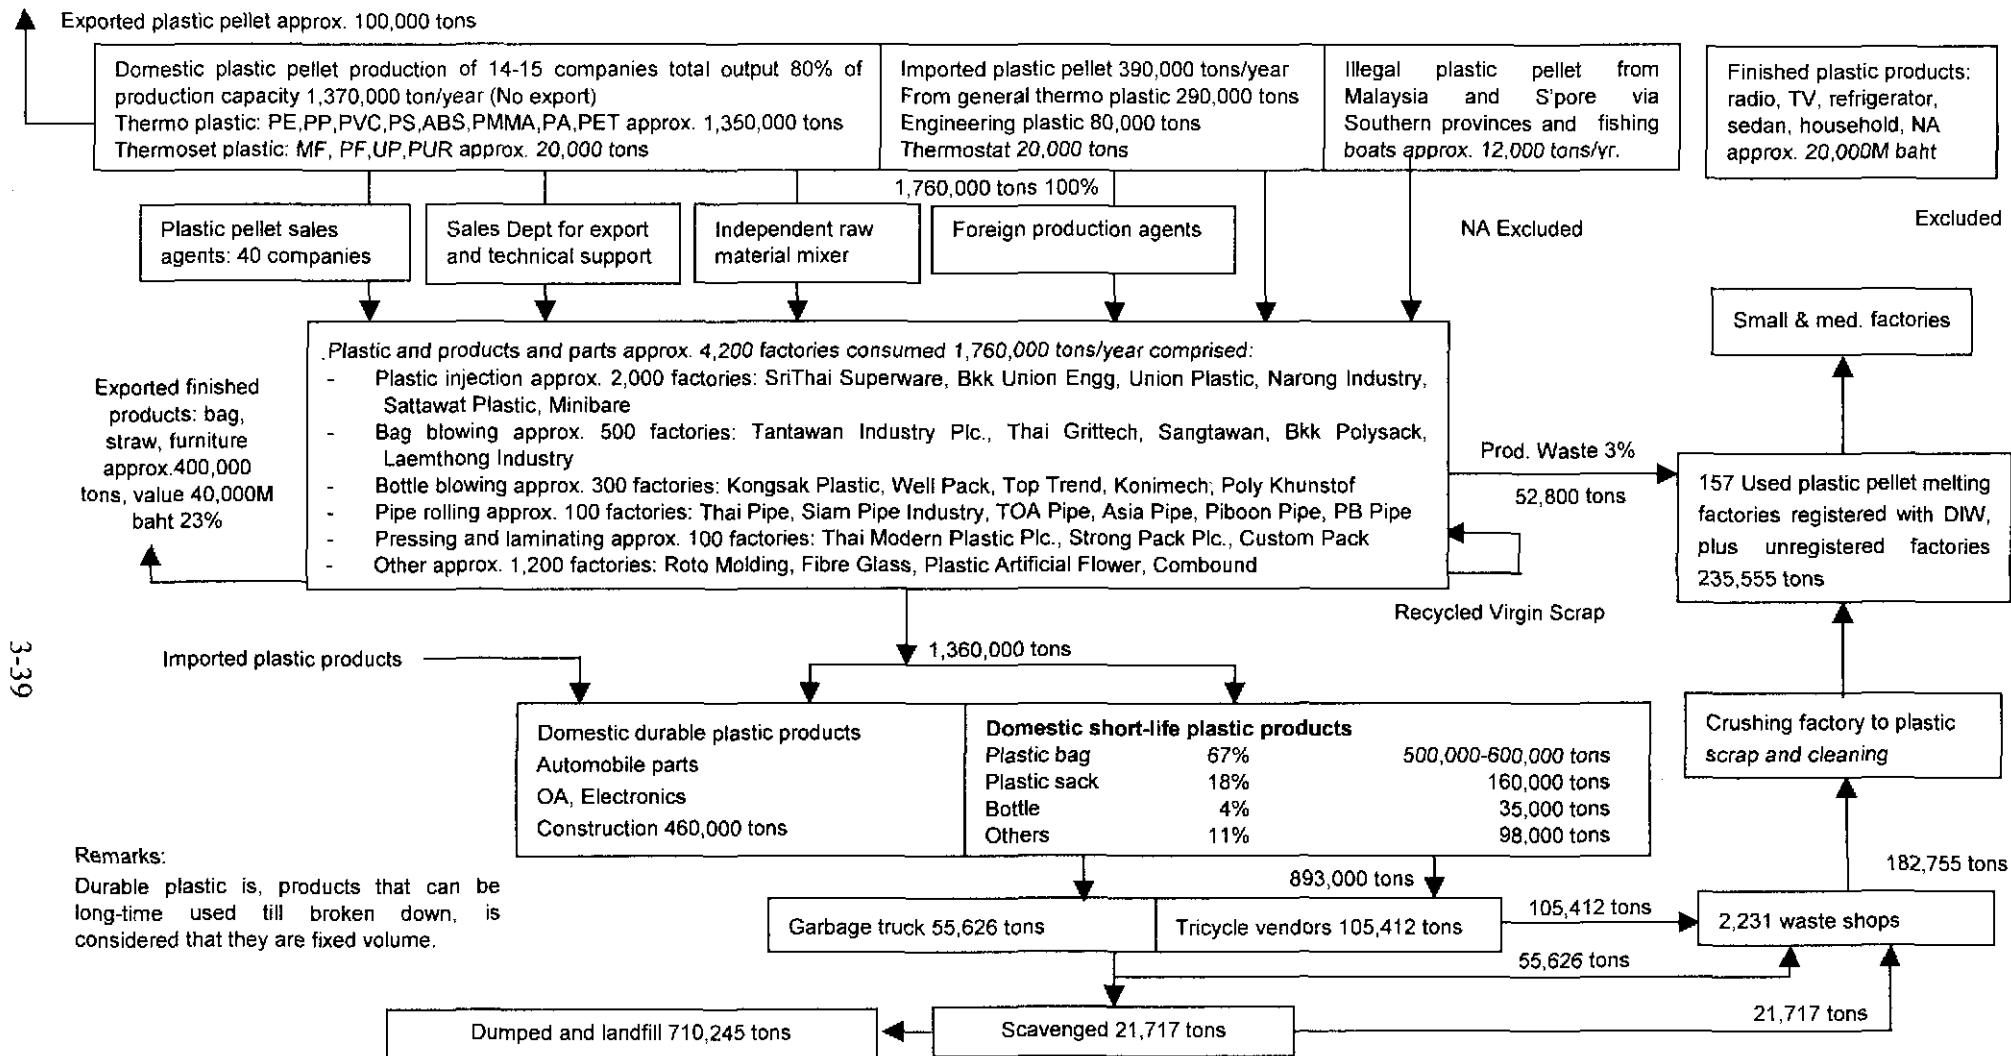 Exported plastic pellet approx. 100,000 tons
Domestic plastic pellet production of 14-15 companies total output 80% of
production capacity 1,370,000 ton/year (No export)
Thermo plastic: PE,PP,PVC,PS,ABS,PMMA,PA,PET approx. 1,350,000 tons
Thermoset plastic: MF, PF,UP,PUR approx. 20,000 tons
Imported plastic pellet 390,000 tons/year
From general thermo plastic 290,000 tons
Engineering plastic 80,000 tons
Thermostat 20,000 tons
Illegal plastic pellet from
Malaysia and S'pore via
Southern provinces and fishing
boats approx. 12,000 tons/yr.
Finished plastic products:
radio, TV, refrigerator,
sedan, household, NA
approx. 20,000M baht
1,760,000 tons 100%
Plastic pellet sales
agents: 40 companies
Sales Dept for export
and technical support
Independent raw
material mixer
Foreign production agents
NA Excluded
Excluded
Small & med. factories
Plastic and products and parts approx. 4,200 factories consumed 1,760,000 tons/year comprised:
- Plastic injection approx. 2,000 factories: SriThai Superware, Bkk Union Engg, Union Plastic, Narong Industry,
Sattawat Plastic, Minibare
- Bag blowing approx. 500 factories: Tantawan Industry Plc., Thai Grittech, Sangtawan, Bkk Polysack,
Laemthong Industry
- Bottle blowing approx. 300 factories: Kongsak Plastic, Well Pack, Top Trend, Konimech, Poly Khunstof
- Pipe rolling approx. 100 factories: Thai Pipe, Siam Pipe Industry, TOA Pipe, Asia Pipe, Piboon Pipe, PB Pipe
- Pressing and laminating approx. 100 factories: Thai Modern Plastic Plc., Strong Pack Plc., Custom Pack
- Other approx. 1,200 factories: Roto Molding, Fibre Glass, Plastic Artificial Flower, Combound
Exported finished
products: bag,
straw, furniture
approx.400,000
tons, value 40,000M
baht 23%
Prod. Waste 3%
52,800 tons
157 Used plastic pellet melting
factories registered with DIW,
plus unregistered factories
235,555 tons
Recycled Virgin Scrap
3-39
Imported plastic products
1,360,000 tons
Domestic durable plastic products
Automobile parts
OA, Electronics
Construction 460,000 tons
Domestic short-life plastic products
Plastic bag 67% 500,000-600,000 tons
Plastic sack 18% 160,000 tons
Bottle 4% 35,000 tons
Others 11% 98,000 tons
Crushing factory to plastic
scrap and cleaning
Remarks:
Durable plastic is, products that can be
long-time used till broken down, is
considered that they are fixed volume.
893,000 tons
182,755 tons
Garbage truck 55,626 tons
Tricycle vendors 105,412 tons
105,412 tons
2,231 waste shops
55,626 tons
Dumped and landfill 710,245 tons
Scavenged 21,717 tons
21,717 tons